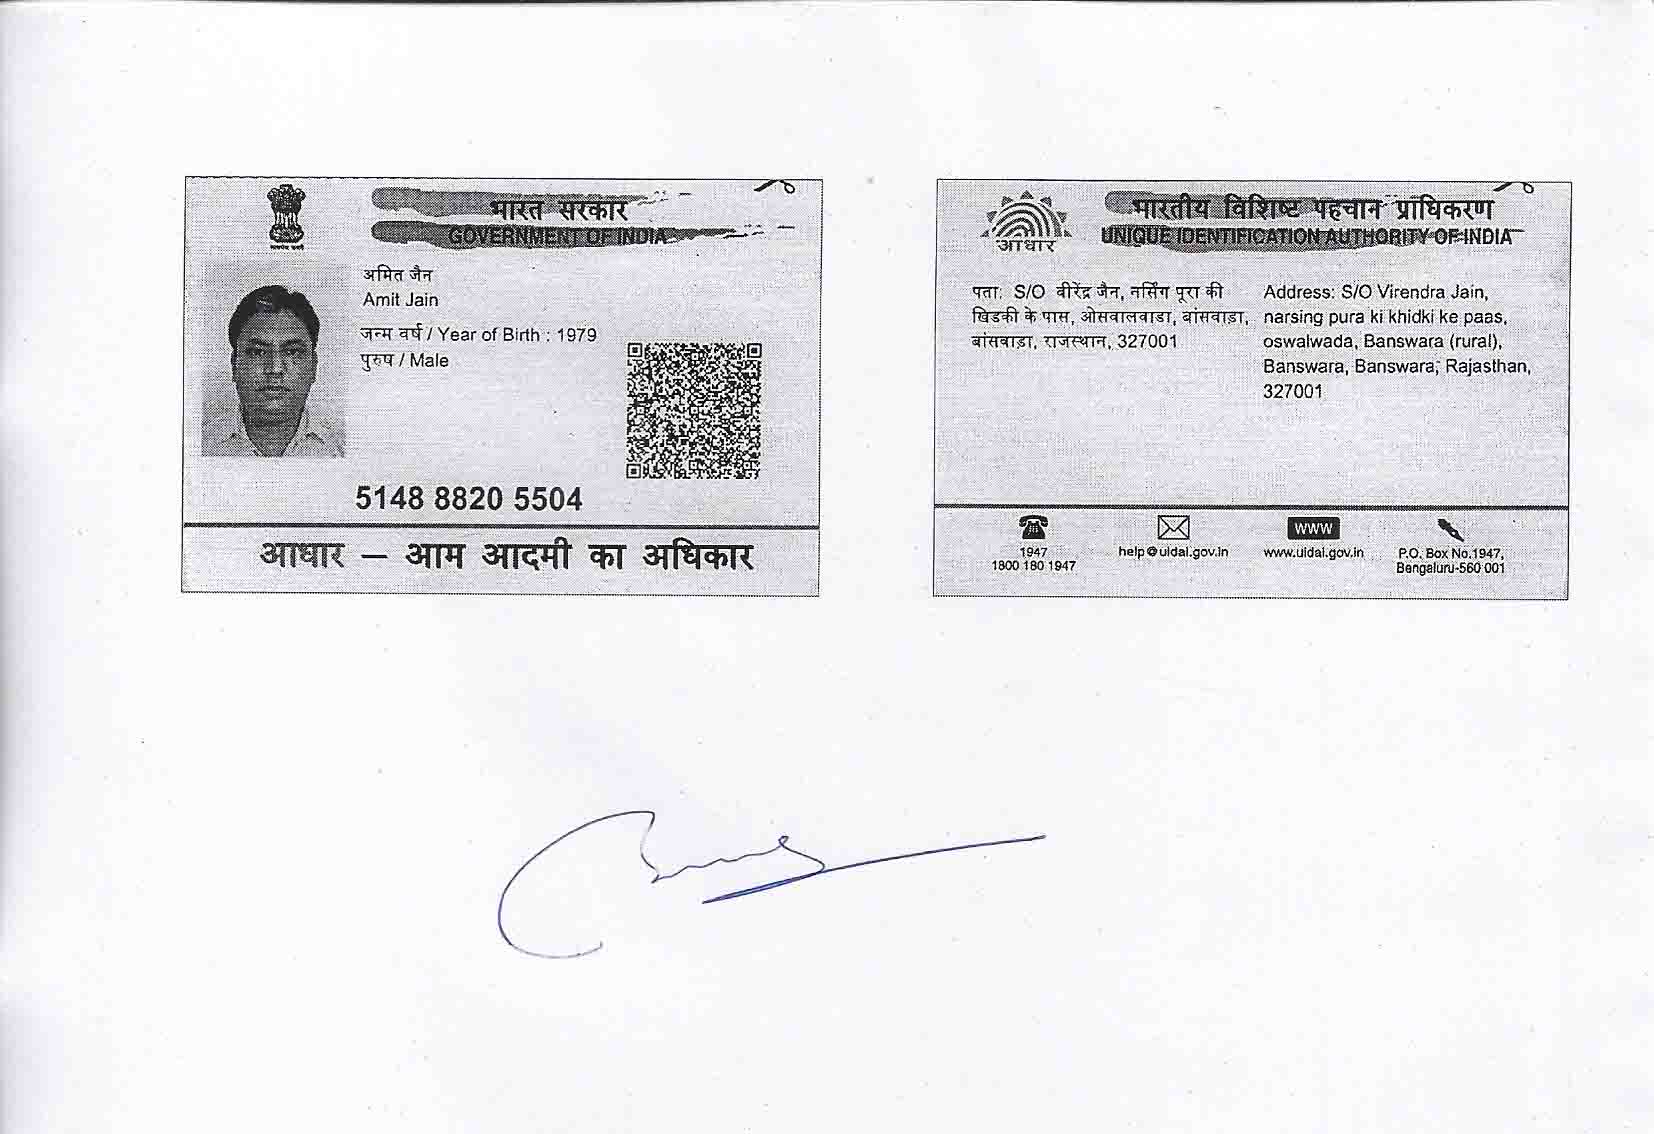 भारत सरकार
GOVERNMENT OF INDIA
अमित जैन
Amit Jain
जन्म वर्ष / Year of Birth : 1979
पुरुष / Male
5148 8820 5504
आधार – आम आदमी का अधिकार
भारतीय विशिष्ट पहचान प्राधिकरण
UNIQUE IDENTIFICATION AUTHORITY OF INDIA
आधार
पता: S/O वीरेंद्र जैन, नर्सिंग पूरा की
खिडकी के पास, ओसवालवाडा, बांसवाड़ा,
बांसवाड़ा, राजस्थान, 327001
Address: S/O Virendra Jain,
narsing pura ki khidki ke paas,
oswalwada, Banswara (rural),
Banswara, Banswara, Rajasthan,
327001
1947
1800 180 1947
help@uidai.gov.in
WWW
www.uidai.gov.in
P.O. Box No.1947,
Bengaluru-560 001